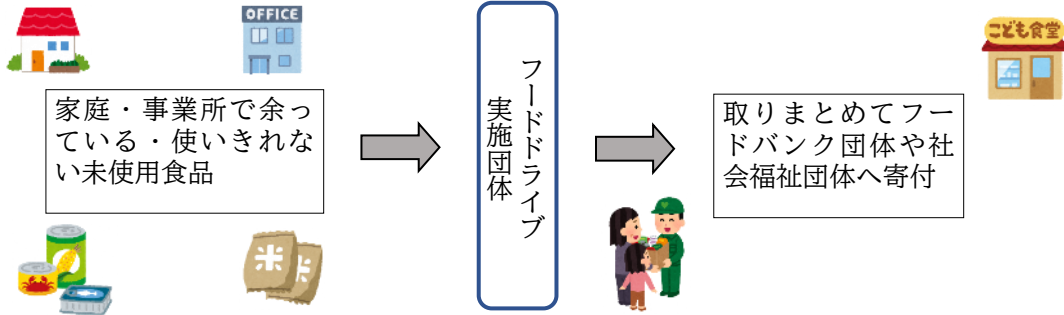 OFFICE
家庭・事業所で余っ
ている・使いきれな
い未使用食品
米
フードドライブ
実施団体
取りまとめてフー
ドバンク団体や社
会福祉団体へ寄付
こども食堂